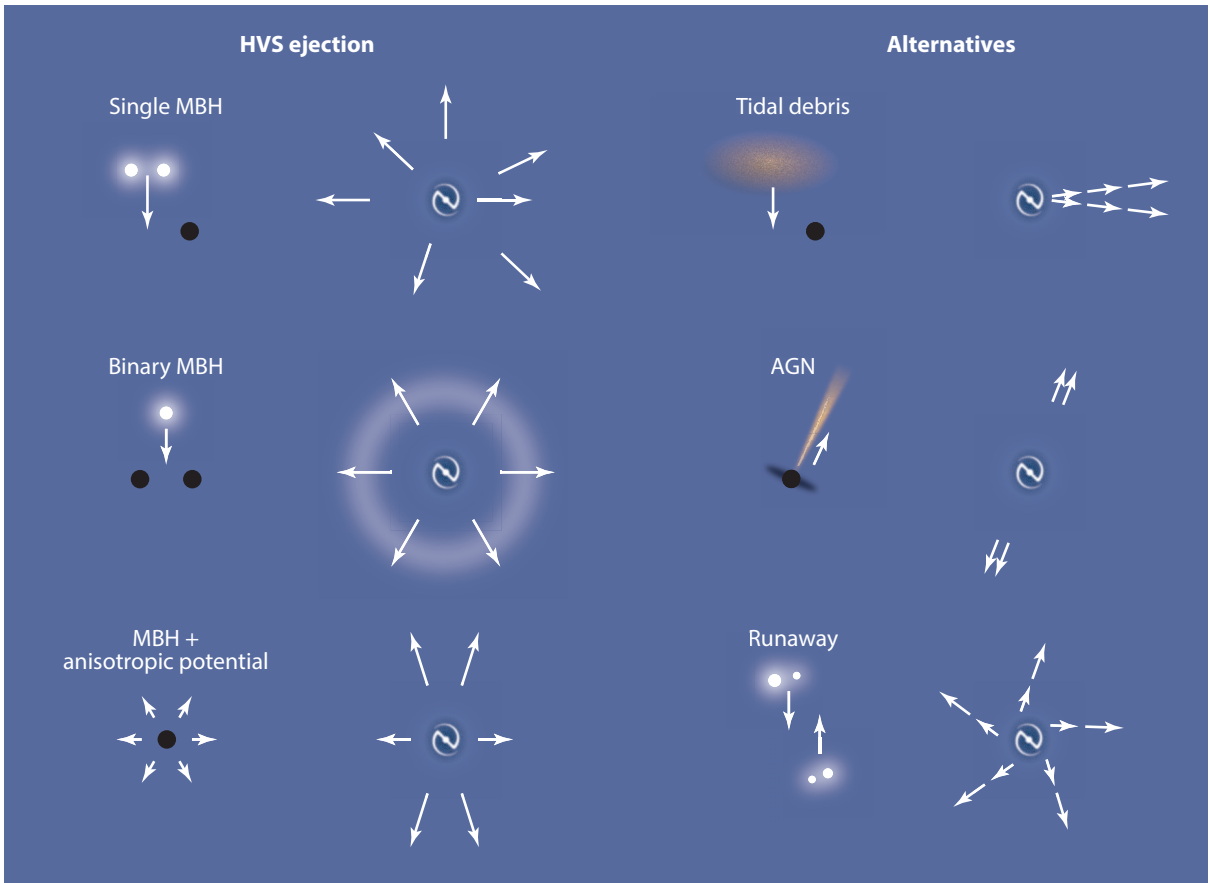 HVS ejection
Alternatives
Single MBH
Tidal debris
Binary MBH
AGN
MBH +
anisotropic potential
Runaway